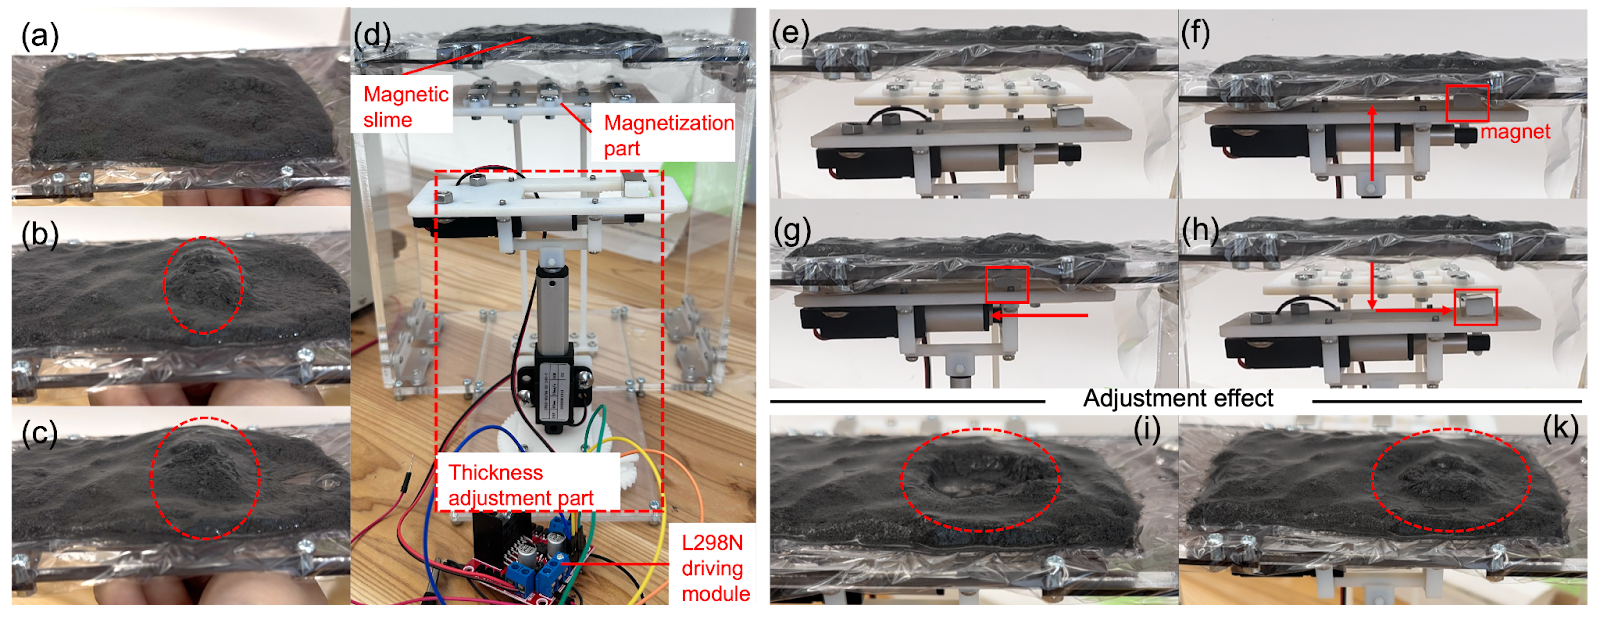 (a)
(b)
(c)
(d)
Magnetic
slime
Magnetization
part
Thickness
adjustment part
L298N
driving
module
(e)
(f)
magnet
(g)
(h)
Adjustment effect
(i)
(k)